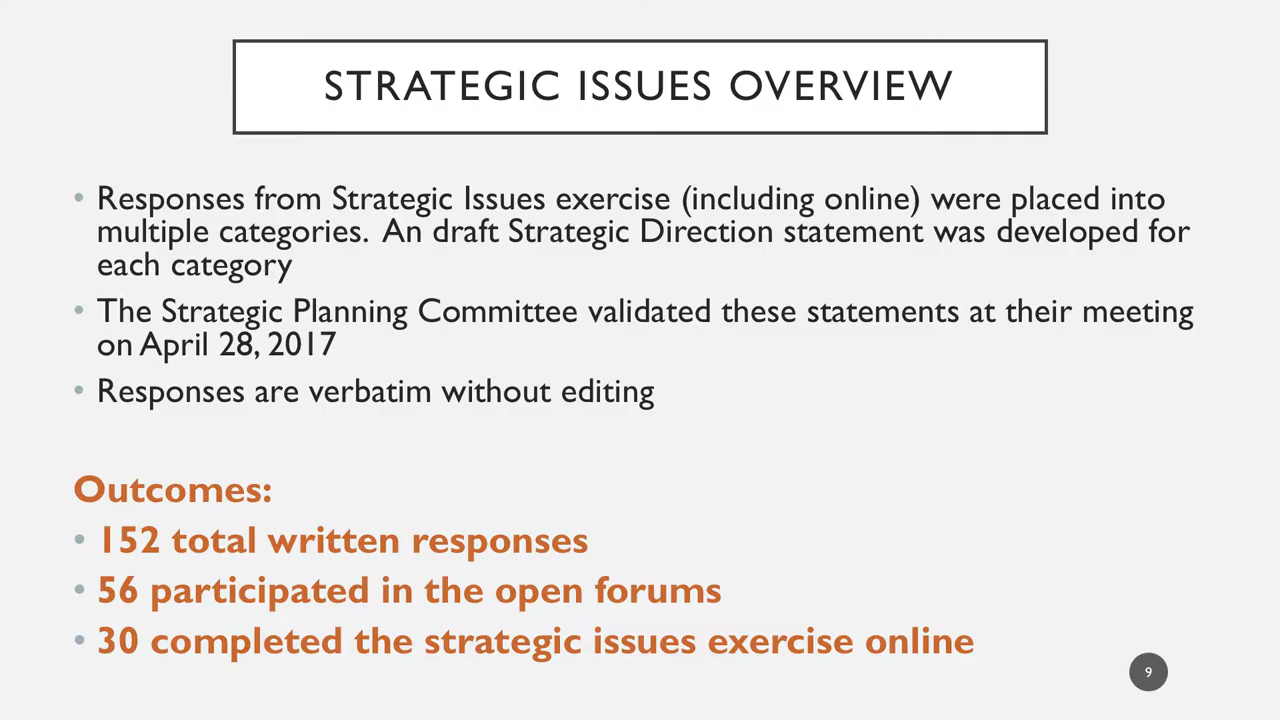 STRATEGIC ISSUES OVERVIEW
• Responses from Strategic Issues exercise (including online) were placed into
multiple categories.  An draft Strategic Direction statement was developed for
each category
• The Strategic Planning Committee validated these statements at their meeting
on April 28, 2017
• Responses are verbatim without editing
Outcomes:
• 152 total written responses
• 56 participated in the open forums
• 30 completed the strategic issues exercise online
9